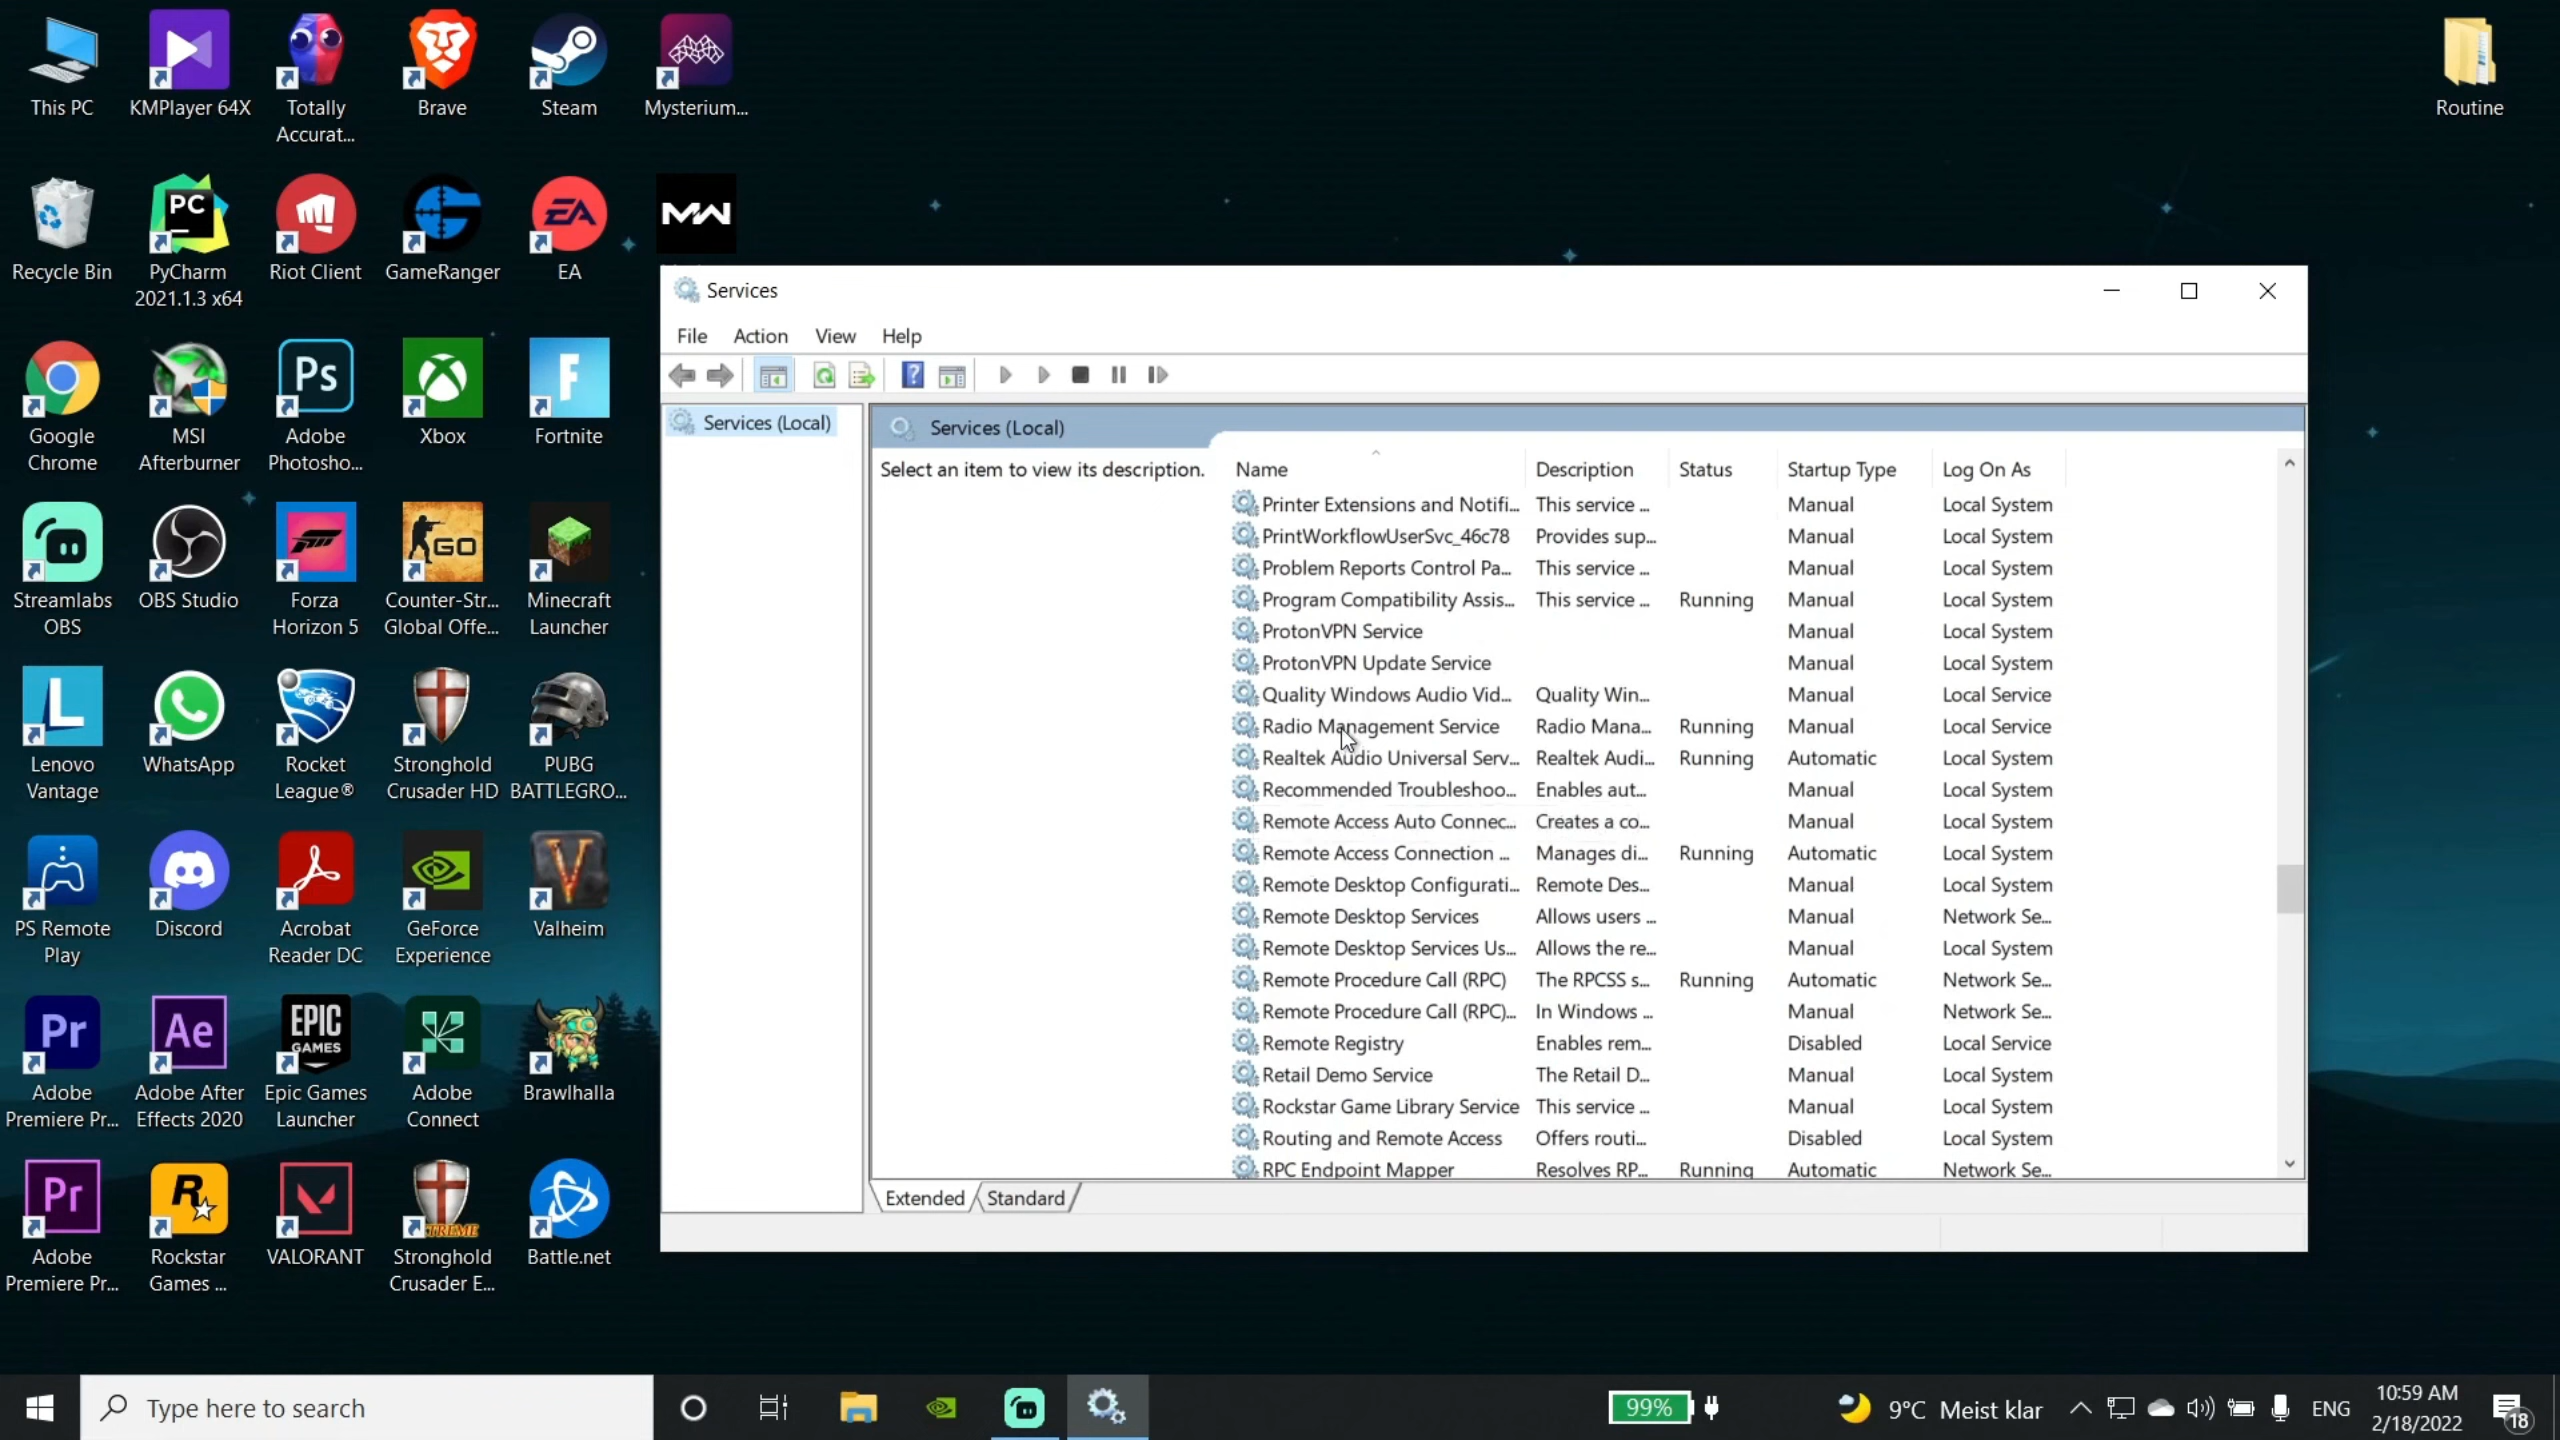 This PC
KMPlayer 64X
Totally
Accurat...
Brave
Steam
Mysterium...
Routine
Recycle Bin
PC
PyCharm
2021.1.3 x64
Riot Client
GameRanger
EA
EA
MW
Google
Chrome
MSI
Afterburner
Ps
Adobe
Photosho...
Xbox
F
Fortnite
Streamlabs
OBS
OBS Studio
Forza
Horizon 5
GO
Counter-Str...
Global Offe...
Minecraft
Launcher
L
Lenovo
Vantage
WhatsApp
Rocket
League®
Stronghold
Crusader HD
PUBG
BATTLEGRO...
PS Remote
Play
Discord
Acrobat
Reader DC
GeForce
Experience
V
Valheim
Pr
Adobe
Premiere Pr...
Ae
Adobe After
Effects 2020
EPIC
GAMES
Epic Games
Launcher
Adobe
Connect
Brawlhalla
Pr
Adobe
Premiere Pr...
R
Rockstar
Games ...
VALORANT
Stronghold
Crusader E...
Battle.net
Services
File Action View Help
Services (Local)
Services (Local)
Select an item to view its description.
Name Description Status Startup Type Log On As
Printer Extensions and Notifi... This service ... Manual Local System
PrintWorkflowUserSvc_46c78 Provides sup... Manual Local System
Problem Reports Control Pa... This service ... Manual Local System
Program Compatibility Assis... This service ... Running Manual Local System
ProtonVPN Service Manual Local System
ProtonVPN Update Service Manual Local System
Quality Windows Audio Vid... Quality Win... Manual Local Service
Radio Management Service Radio Mana... Running Manual Local Service
Realtek Audio Universal Serv... Realtek Audi... Running Automatic Local System
Recommended Troubleshoo... Enables aut... Manual Local System
Remote Access Auto Connec... Creates a co... Manual Local System
Remote Access Connection ... Manages di... Running Automatic Local System
Remote Desktop Configurati... Remote Des... Manual Local System
Remote Desktop Services Allows users ... Manual Network Se...
Remote Desktop Services Us... Allows the re... Manual Local System
Remote Procedure Call (RPC) The RPCSS s... Running Automatic Network Se...
Remote Procedure Call (RPC)... In Windows ... Manual Network Se...
Remote Registry Enables rem... Disabled Local Service
Retail Demo Service The Retail D... Manual Local System
Rockstar Game Library Service This service ... Manual Local System
Routing and Remote Access Offers routi... Disabled Local System
RPC Endpoint Mapper Resolves RP... Running Automatic Network Se...
Extended Standard
Type here to search
99%
9°C Meist klar
ENG
10:59 AM
2/18/2022
18